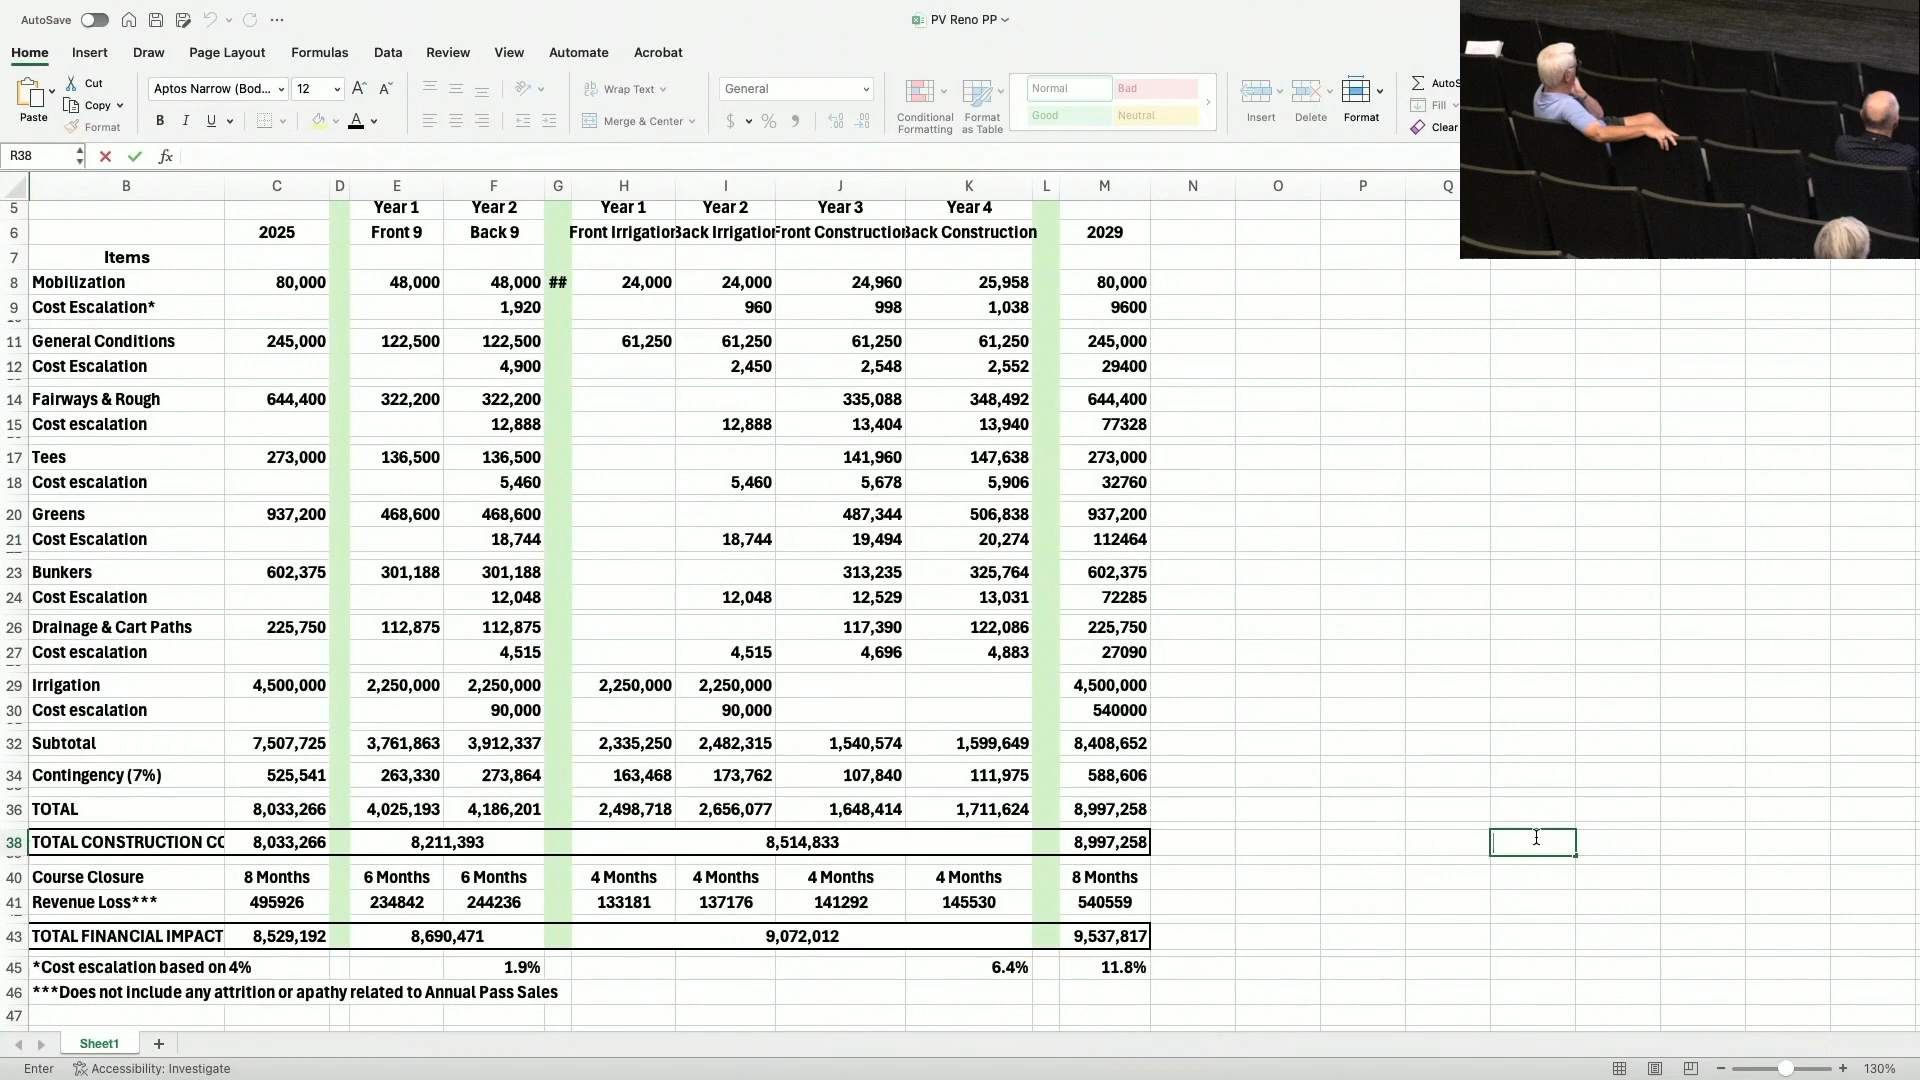 AutoSave
PV Reno PP
Home Insert Draw Page Layout Formulas Data Review View Automate Acrobat
Paste
Cut
Copy
Format
Aptos Narrow (Bod... 12
B I U
Wrap Text
Merge & Center
General
$ % 9
Conditional Formatting
Format as Table
Normal Bad
Good Neutral
Insert Delete Format
AutoS
Fill
Clear
R38 fx
B C D E F G H I J K L M N O P Q
5 Year 1 Year 2 Year 1 Year 2 Year 3 Year 4
6 2025 Front 9 Back 9 Front Irrigation Back Irrigation Front Construction Back Construction 2029
7 Items
8 Mobilization 80,000 48,000 48,000 ## 24,000 24,000 24,960 25,958 80,000
9 Cost Escalation* 1,920 960 998 1,038 9600
11 General Conditions 245,000 122,500 122,500 61,250 61,250 61,250 61,250 245,000
12 Cost Escalation 4,900 2,450 2,548 2,552 29400
14 Fairways & Rough 644,400 322,200 322,200 335,088 348,492 644,400
15 Cost escalation 12,888 12,888 13,404 13,940 77328
17 Tees 273,000 136,500 136,500 141,960 147,638 273,000
18 Cost escalation 5,460 5,460 5,678 5,906 32760
20 Greens 937,200 468,600 468,600 487,344 506,838 937,200
21 Cost Escalation 18,744 18,744 19,494 20,274 112464
23 Bunkers 602,375 301,188 301,188 313,235 325,764 602,375
24 Cost Escalation 12,048 12,048 12,529 13,031 72285
26 Drainage & Cart Paths 225,750 112,875 112,875 117,390 122,086 225,750
27 Cost escalation 4,515 4,515 4,696 4,883 27090
29 Irrigation 4,500,000 2,250,000 2,250,000 2,250,000 2,250,000 4,500,000
30 Cost escalation 90,000 90,000 540000
32 Subtotal 7,507,725 3,761,863 3,912,337 2,335,250 2,482,315 1,540,574 1,599,649 8,408,652
34 Contingency (7%) 525,541 263,330 273,864 163,468 173,762 107,840 111,975 588,606
36 TOTAL 8,033,266 4,025,193 4,186,201 2,498,718 2,656,077 1,648,414 1,711,624 8,997,258
38 TOTAL CONSTRUCTION CO 8,033,266 8,211,393 8,514,833 8,997,258
40 Course Closure 8 Months 6 Months 6 Months 4 Months 4 Months 4 Months 4 Months 8 Months
41 Revenue Loss*** 495926 234842 244236 133181 137176 141292 145530 540559
43 TOTAL FINANCIAL IMPACT 8,529,192 8,690,471 9,072,012 9,537,817
45 *Cost escalation based on 4% 1.9% 6.4% 11.8%
46 ***Does not include any attrition or apathy related to Annual Pass Sales
47
Sheet1
Enter Accessibility: Investigate 130%